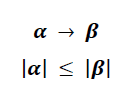 α → β
|α| ≤ |β|